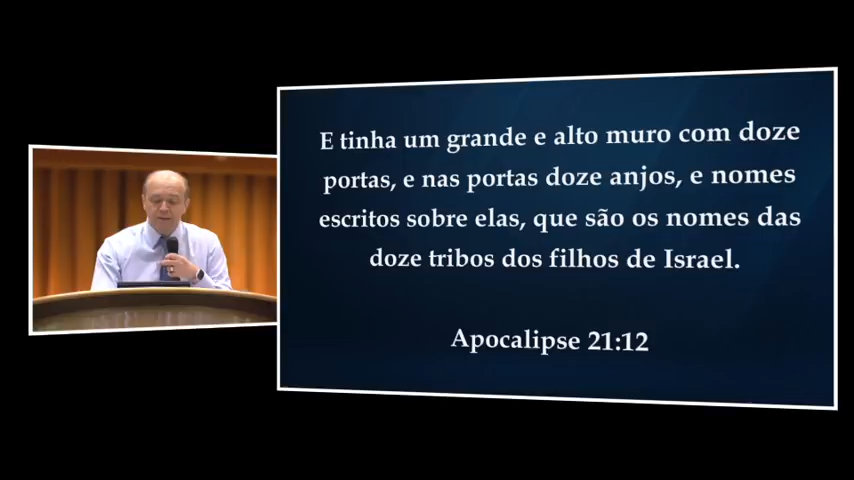 E tinha um grande e alto muro com doze
portas, e nas portas doze anjos, e nomes
escritos sobre elas, que são os nomes das
doze tribos dos filhos de Israel.
Apocalipse 21:12